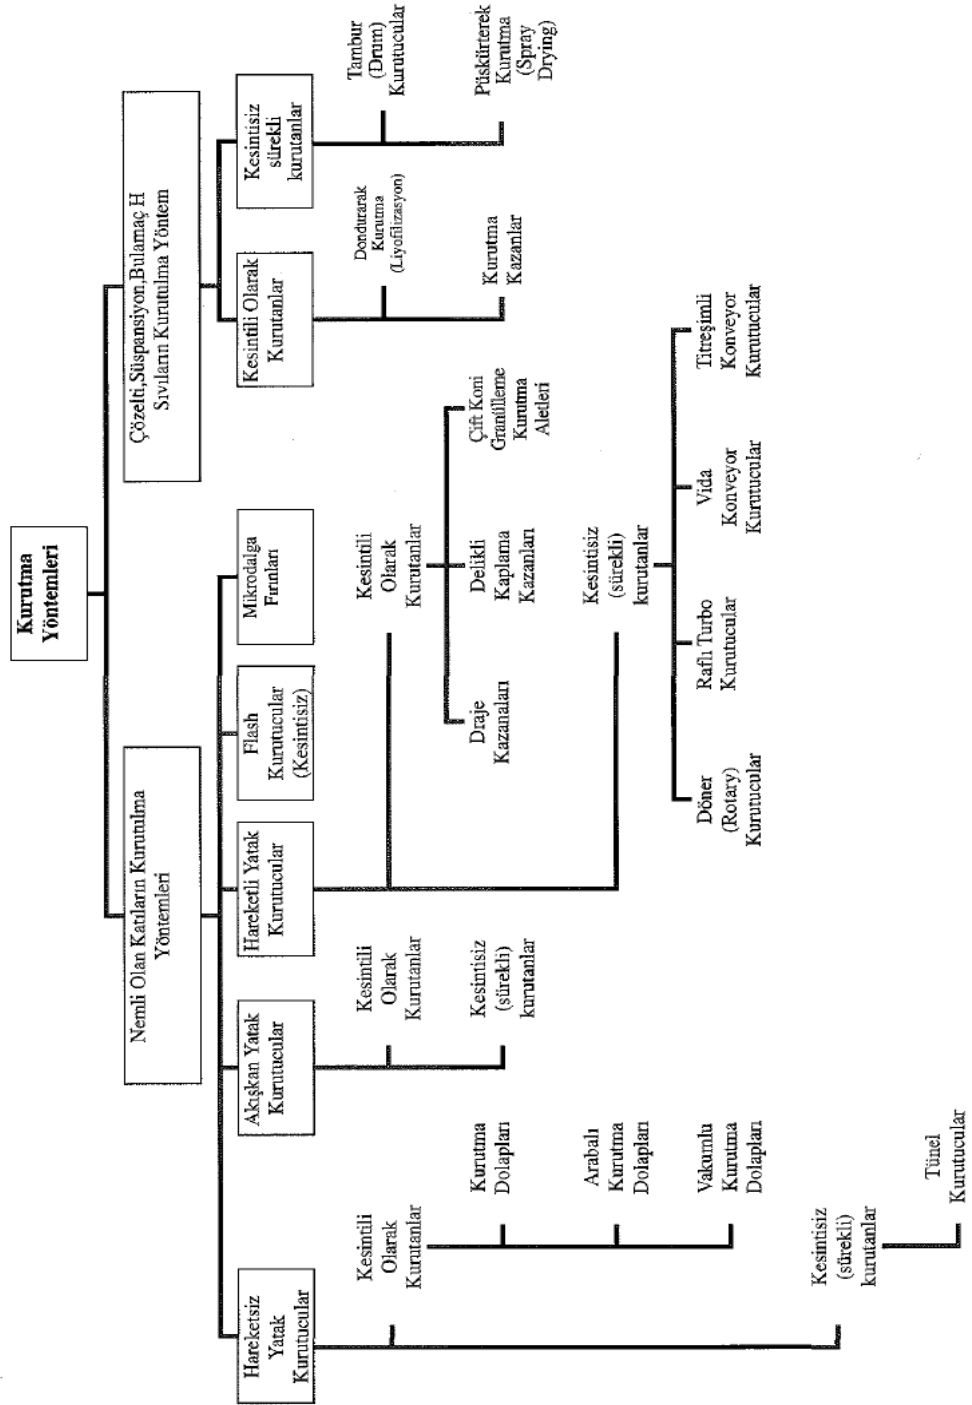 Kurutma
Yöntemleri
Nemli Olan Katıların Kurutulma
Yöntemleri
Çözelti,Süspansiyon,Bulamaç H
Sıvıların Kurutulma Yöntem
Hareketsiz
Yatak
Kurutucular
Akışkan Yatak
Kurutucular
Hareketli Yatak
Kurutucular
Flash
Kurutucular
(Kesintisiz)
Mikrodalga
Fırınları
Kesintili Olarak
Kurutanlar
Kesintisiz
sürekli
kurutanlar
Kesintili
Olarak
Kurutanlar
Kurutma
Dolapları
Arabalı
Kurutma
Dolapları
Vakumlu
Kurutma
Dolapları
Kesintisiz
(sürekli)
kurutanlar
Tünel
Kurutucular
Kesintili
Olarak
Kurutanlar
Kesintisiz
(sürekli)
kurutanlar
Kesintili
Olarak
Kurutanlar
Draje
Kazanaları
Delikli
Kaplama
Kazanları
Çift Koni
Granülleme
Kurutma
Aletleri
Kesintisiz
(sürekli)
kurutanlar
Döner
(Rotary)
Kurutucular
Raflı Turbo
Kurutucular
Vida
Konveyor
Kurutucular
Titreşimli
Konveyor
Kurutucular
Dondurarak
Kurutma
(Liyofilizasyon)
Kurutma
Kazanlar
Tambur
(Drum)
Kurutucular
Püskürterek
Kurutma
(Spray
Drying)